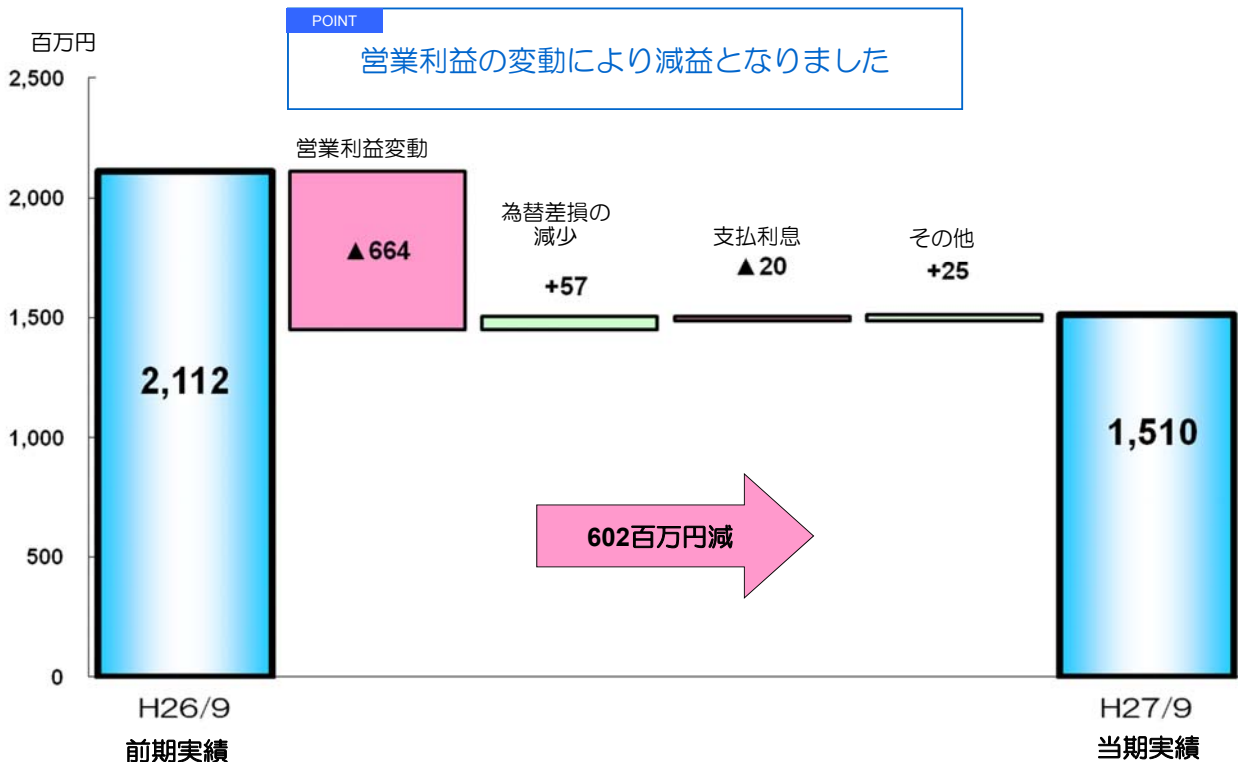 POINT
営業利益の変動により減益となりました
百万円
2,500
2,000
1,500
1,000
500
0
営業利益変動
▲664
為替差損の
減少
+57
支払利息
▲20
その他
+25
2,112
1,510
602百万円減
H26/9
前期実績
H27/9
当期実績